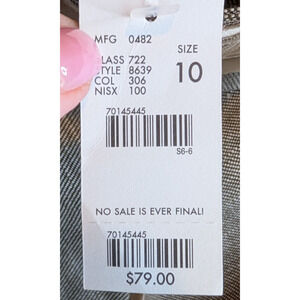 MFG 0482
SIZE
LASS 722
STYLE 8639
10
COL 306
NISX 100
70145445
S6-6
NO SALE IS EVER FINAL!
70145445
$79.00